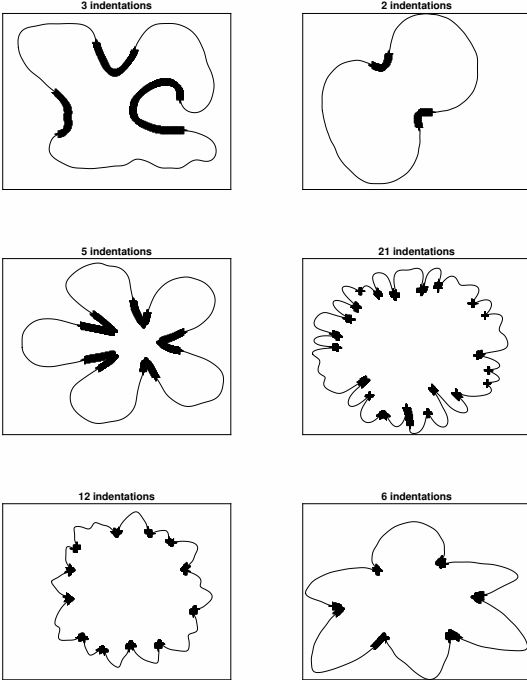 3 indentations
2 indentations
5 indentations
21 indentations
12 indentations
6 indentations